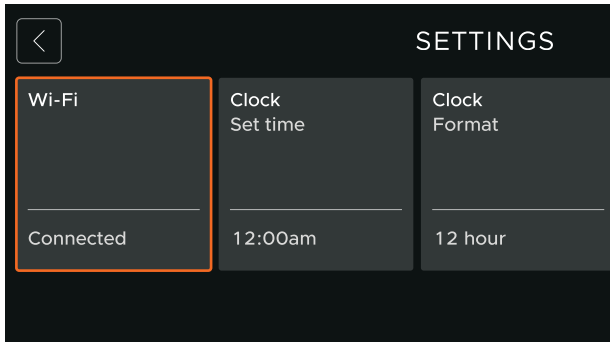 SETTINGS
Wi-Fi
Connected
Clock
Set time
12:00am
Clock
Format
12 hour